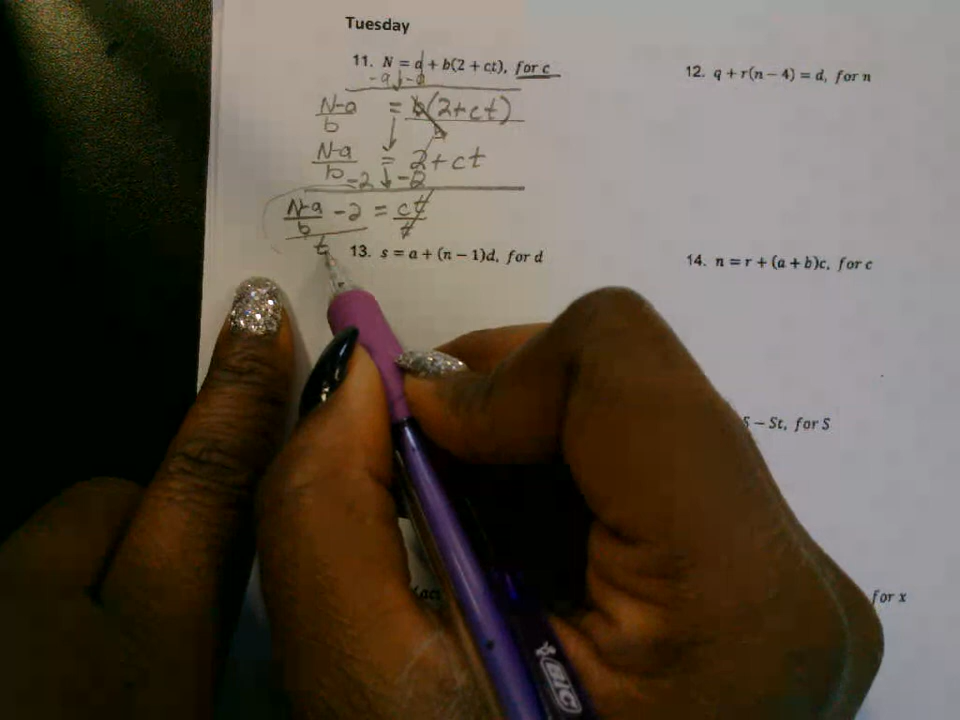 Tuesday
11. N = a + b(2 + ct), for c
-a -a
N-a = b(2+ct)
b b
N-a = 2+ct
b -2 -2
N-a - 2 = ct
b t
t
12. q + r(n − 4) = d, for n
13. s = a + (n − 1)d, for d
14. n = r + (a + b)c, for c
− St, for S
for x
BIC